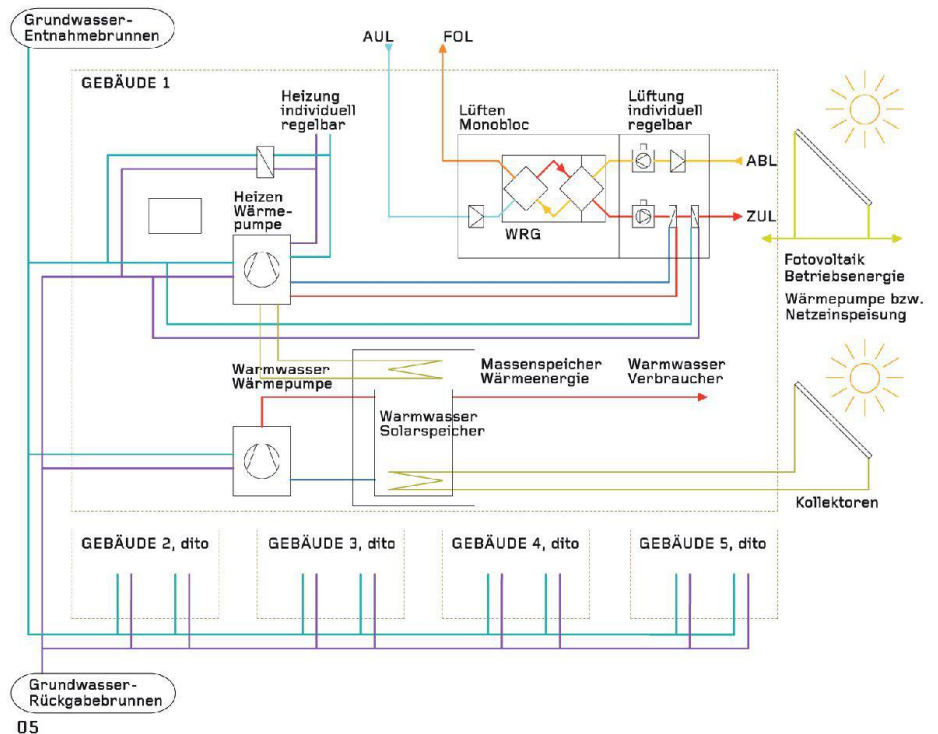 Grundwasser-
Entnahmebrunnen
AUL
FOL
GEBÄUDE 1
Heizung
individuell
regelbar
Lüften
Monobloc
Lüftung
individuell
regelbar
ABL
Heizen
Wärme-
pumpe
WRG
ZUL
Fotovoltaik
Betriebsenergie
Wärmepumpe bzw.
Netzeinspeisung
Warmwasser
Wärmepumpe
Massenspeicher
Wärmeenergie
Warmwasser
Verbraucher
Warmwasser
Solarspeicher
Kollektoren
GEBÄUDE 2, dito
GEBÄUDE 3, dito
GEBÄUDE 4, dito
GEBÄUDE 5, dito
Grundwasser-
Rückgabebrunnen
05